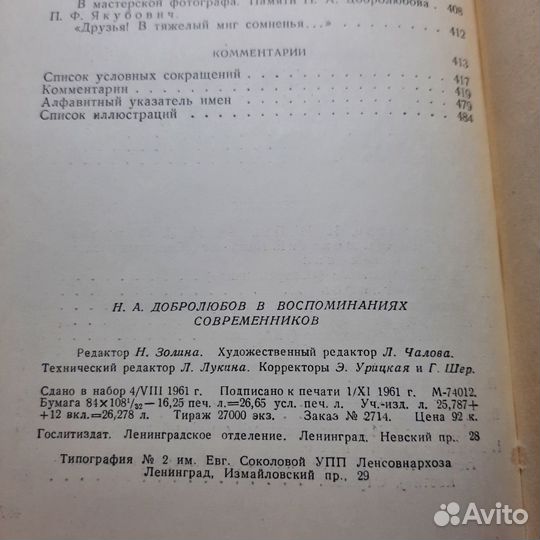 В мастерской фотографа. Памяти Н. А. Добролюбова . 408
П. Ф. Якубович.
«Друзья! В тяжелый миг сомненья...» . . . . . . 412
КОММЕНТАРИИ
413
Список условных сокращений . . . . . . . . . . 417
Комментарии . . . . . . . . . . . . . . . . 419
Алфавитный указатель имен . . . . . . . . . . 479
Список иллюстраций . . . . . . . . . . . . . 484
Н. А. ДОБРОЛЮБОВ В ВОСПОМИНАНИЯХ
СОВРЕМЕННИКОВ
Редактор Н. Золина. Художественный редактор Л. Чалова.
Технический редактор Л. Лукина. Корректоры Э. Урицкая и Г. Шер.
Сдано в набор 4/VIII 1961 г. Подписано к печати 1/XI 1961 г. М-74012.
Бумага 84×108¹/₃₂—16,25 печ. л.=26,65 усл. печ. л. Уч.-изд. л. 25,787+
+12 вкл.=26,278 л. Тираж 27000 экз. Заказ № 2714. Цена 92 к.
Гослитиздат. Ленинградское отделение. Ленинград, Невский пр., 28
Типография № 2 им. Евг. Соколовой УПП Ленсовнархоза
Ленинград, Измайловский пр., 29
Avito